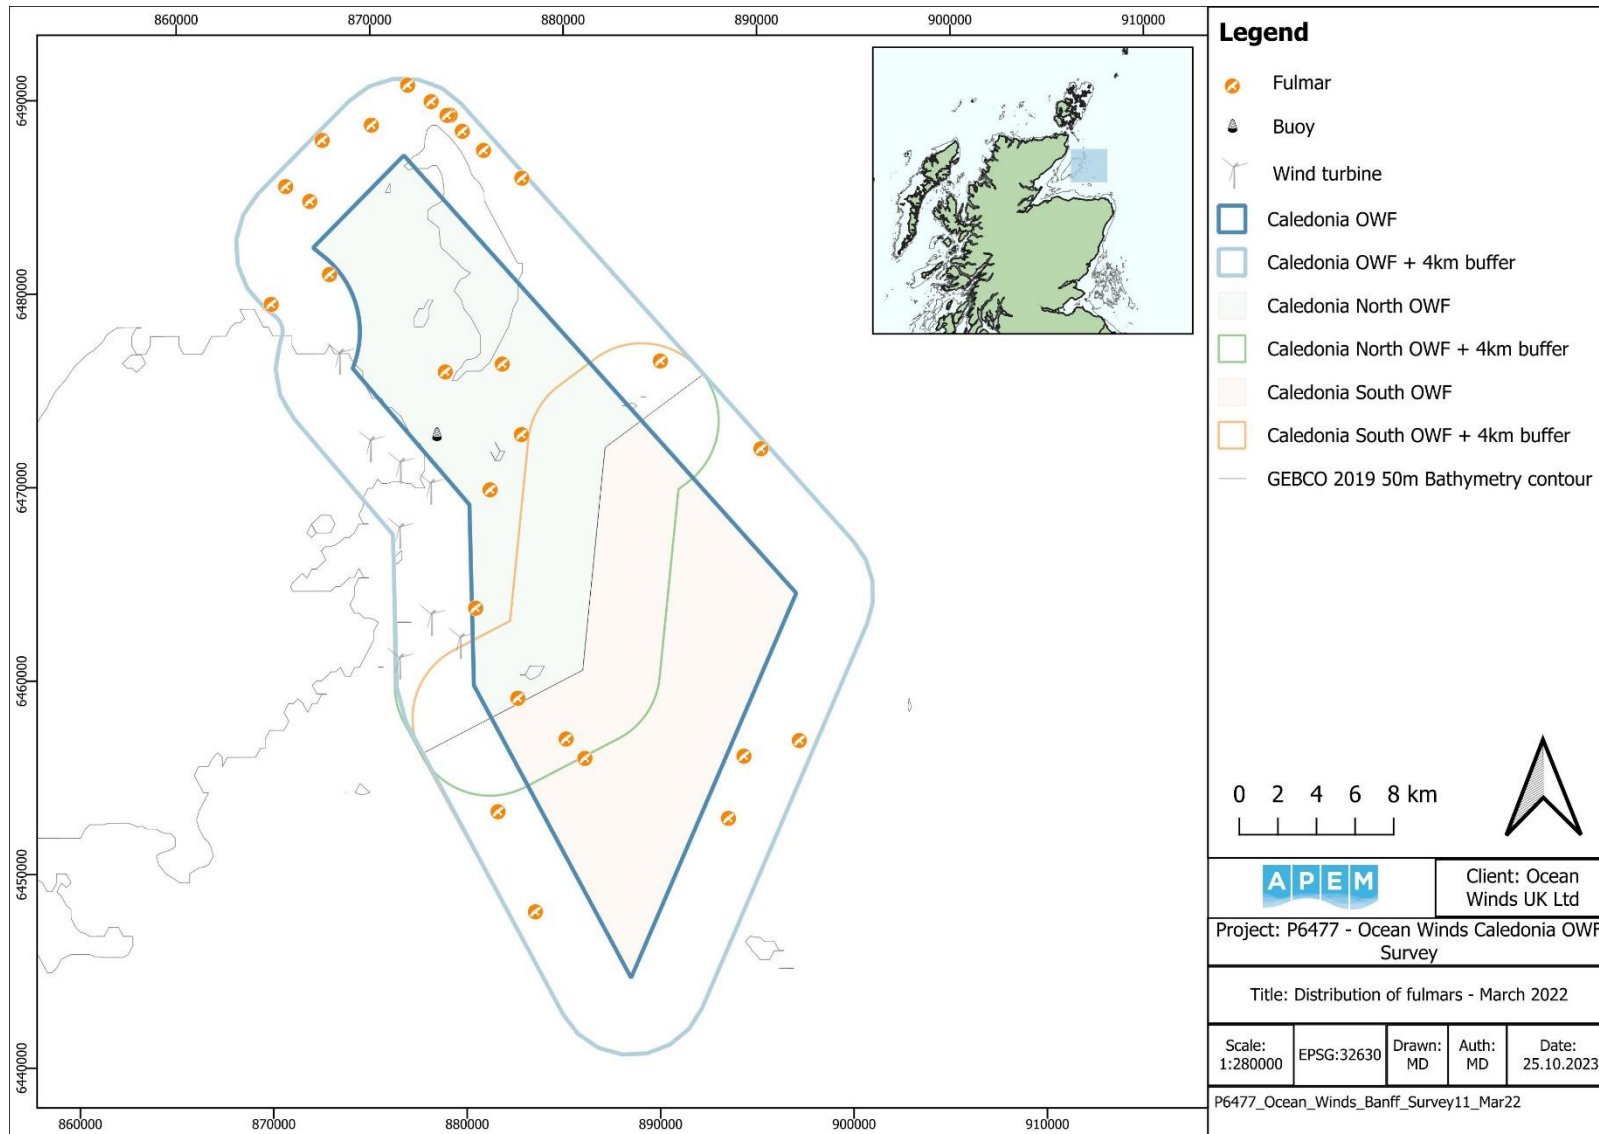 860000 870000 880000 890000 900000 910000
6490000
6480000
6470000
6460000
6450000
6440000
860000 870000 880000 890000 900000 910000
Legend
Fulmar
Buoy
Wind turbine
Caledonia OWF
Caledonia OWF + 4km buffer
Caledonia North OWF
Caledonia North OWF + 4km buffer
Caledonia South OWF
Caledonia South OWF + 4km buffer
GEBCO 2019 50m Bathymetry contour
0 2 4 6 8 km
APEM
Client: Ocean
Winds UK Ltd
Project: P6477 - Ocean Winds Caledonia OWF
Survey
Title: Distribution of fulmars - March 2022
Scale:
1:280000
EPSG:32630
Drawn:
MD
Auth:
MD
Date:
25.10.2023
P6477_Ocean_Winds_Banff_Survey11_Mar22